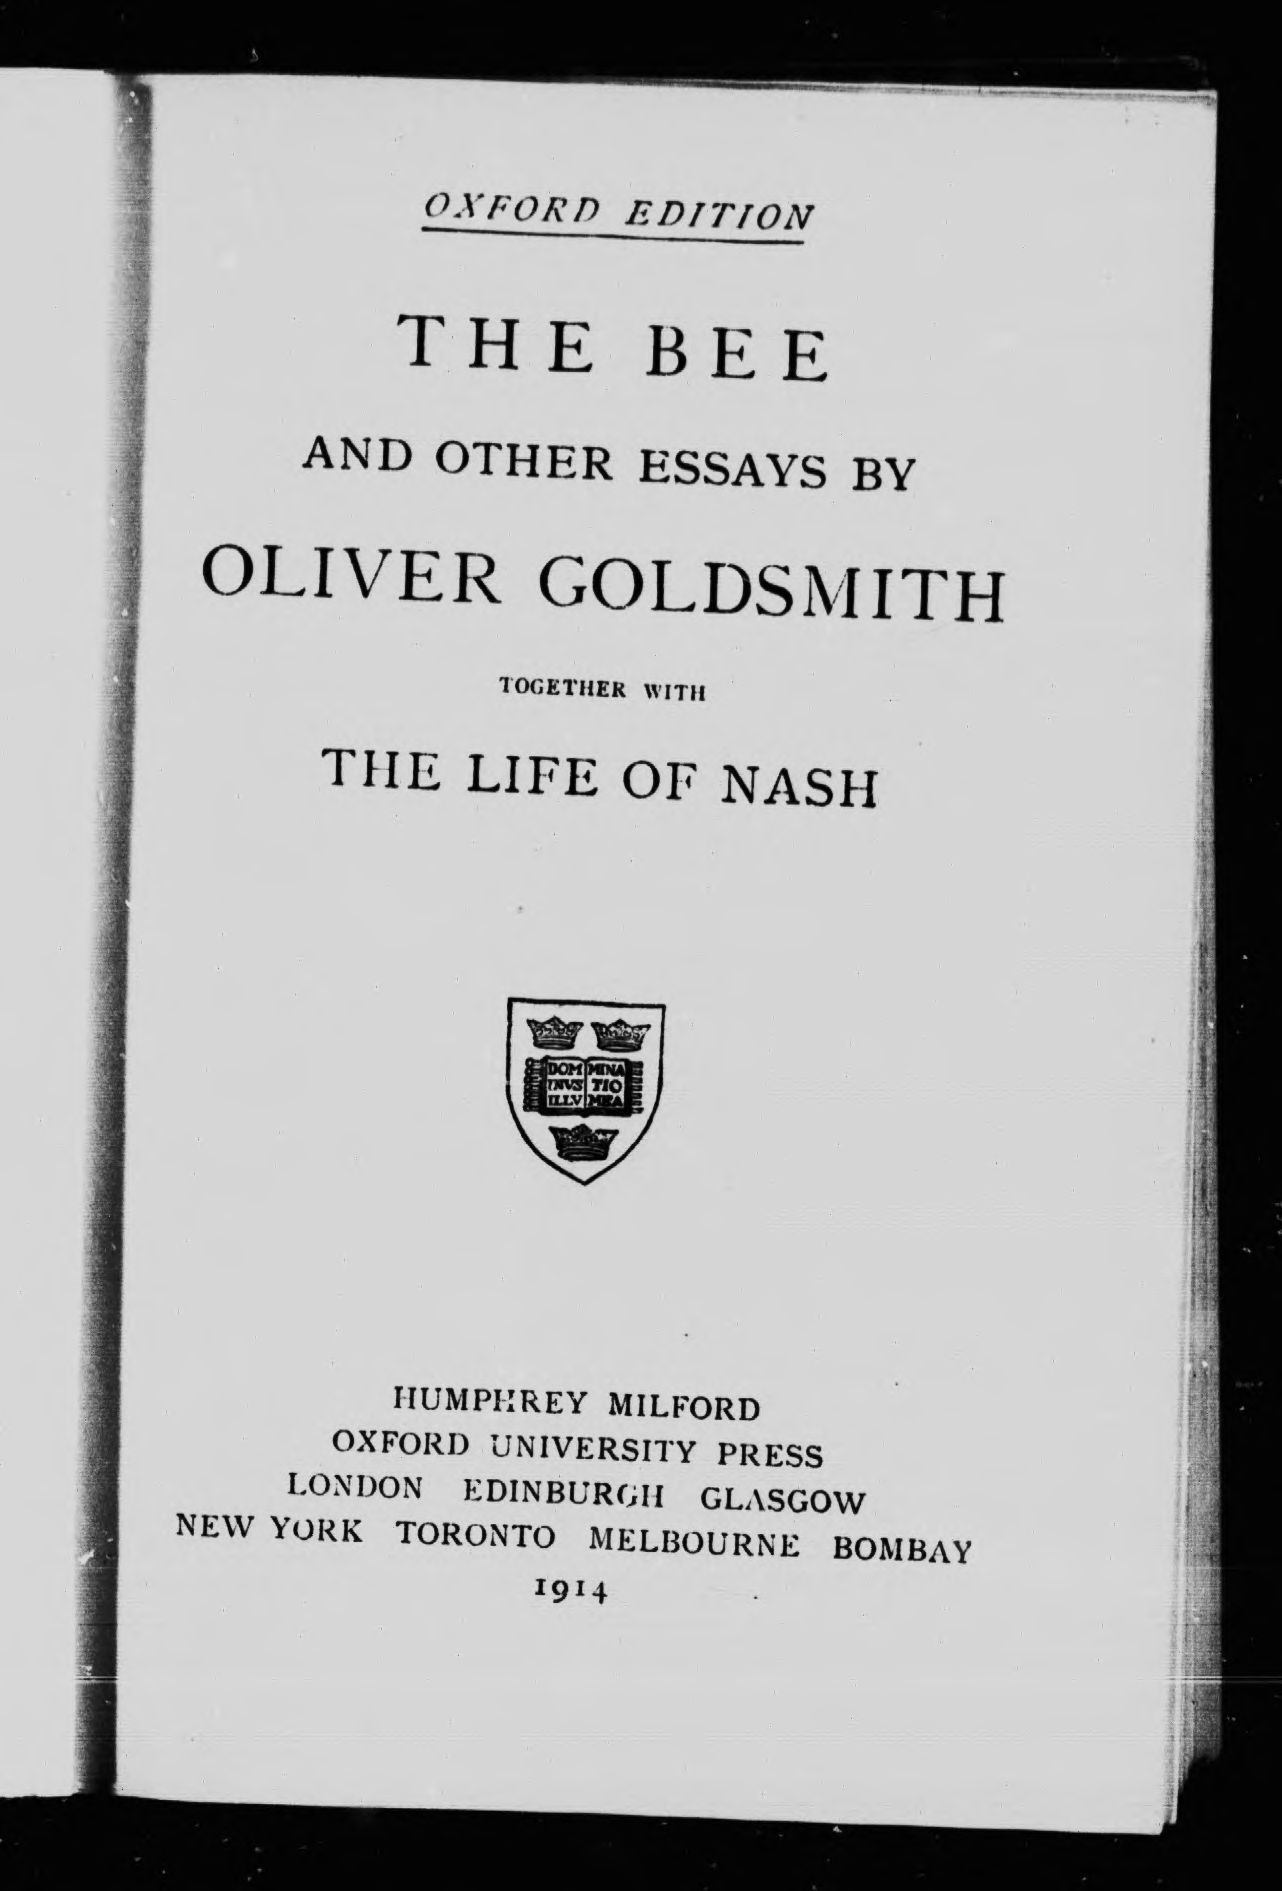 OXFORD EDITION
THE BEE
AND OTHER ESSAYS BY
OLIVER GOLDSMITH
TOGETHER WITH
THE LIFE OF NASH
DOM MINA
INVS TIO
ILLV MEA
HUMPHREY MILFORD
OXFORD UNIVERSITY PRESS
LONDON EDINBURGH GLASGOW
NEW YORK TORONTO MELBOURNE BOMBAY
1914